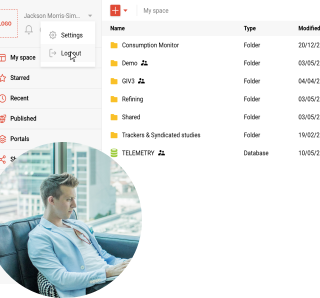 LOGO
Jackson Morris-Sim...
Settings
Logout
My space
Starred
Recent
Published
Portals
My space
Name Type Modified
Consumption Monitor Folder 20/12/2
Demo Folder 03/05/2
GIV3 Folder 04/04/2
Refining Folder 03/05/2
Shared Folder 03/05/2
Trackers & Syndicated studies Folder 19/02/2
TELEMETRY Database 10/05/2